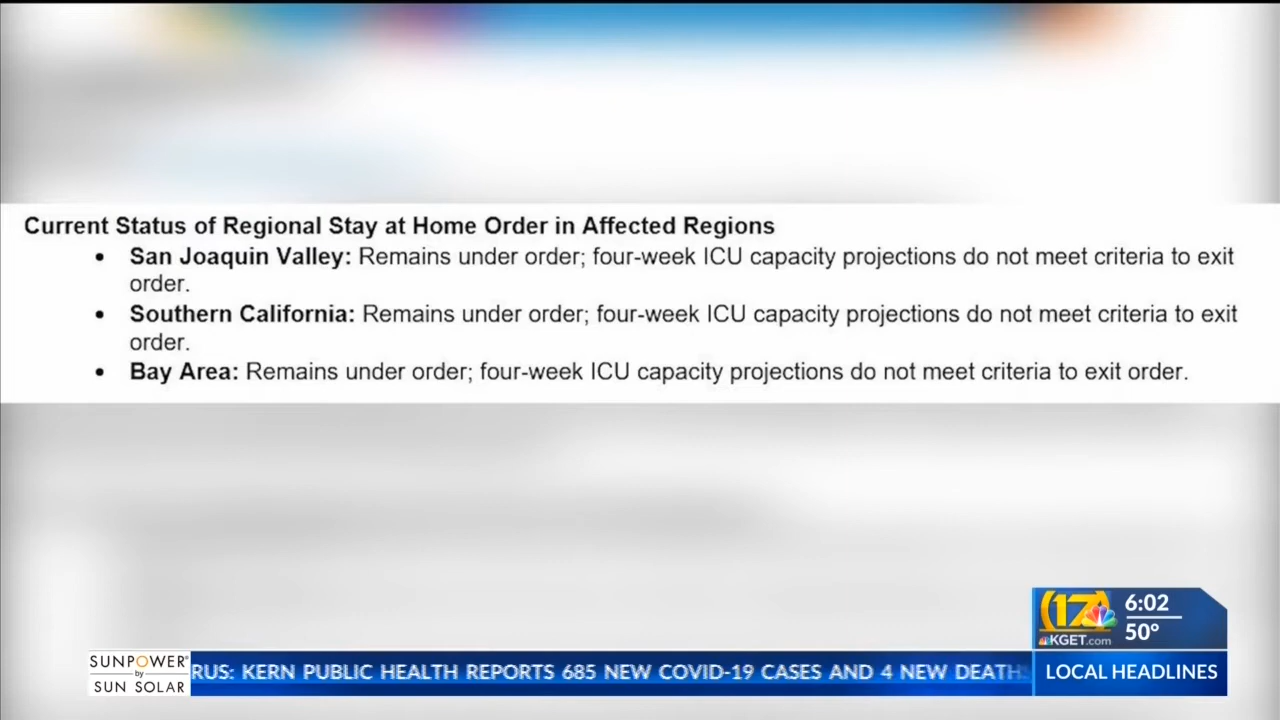 Current Status of Regional Stay at Home Order in Affected Regions
• San Joaquin Valley: Remains under order; four-week ICU capacity projections do not meet criteria to exit
order.
• Southern California: Remains under order; four-week ICU capacity projections do not meet criteria to exit
order.
• Bay Area: Remains under order; four-week ICU capacity projections do not meet criteria to exit order.
17
KGET.com
6:02
50°
SUNPOWER®
by
SUN SOLAR
RUS: KERN PUBLIC HEALTH REPORTS 685 NEW COVID-19 CASES AND 4 NEW DEATHS
LOCAL HEADLINES